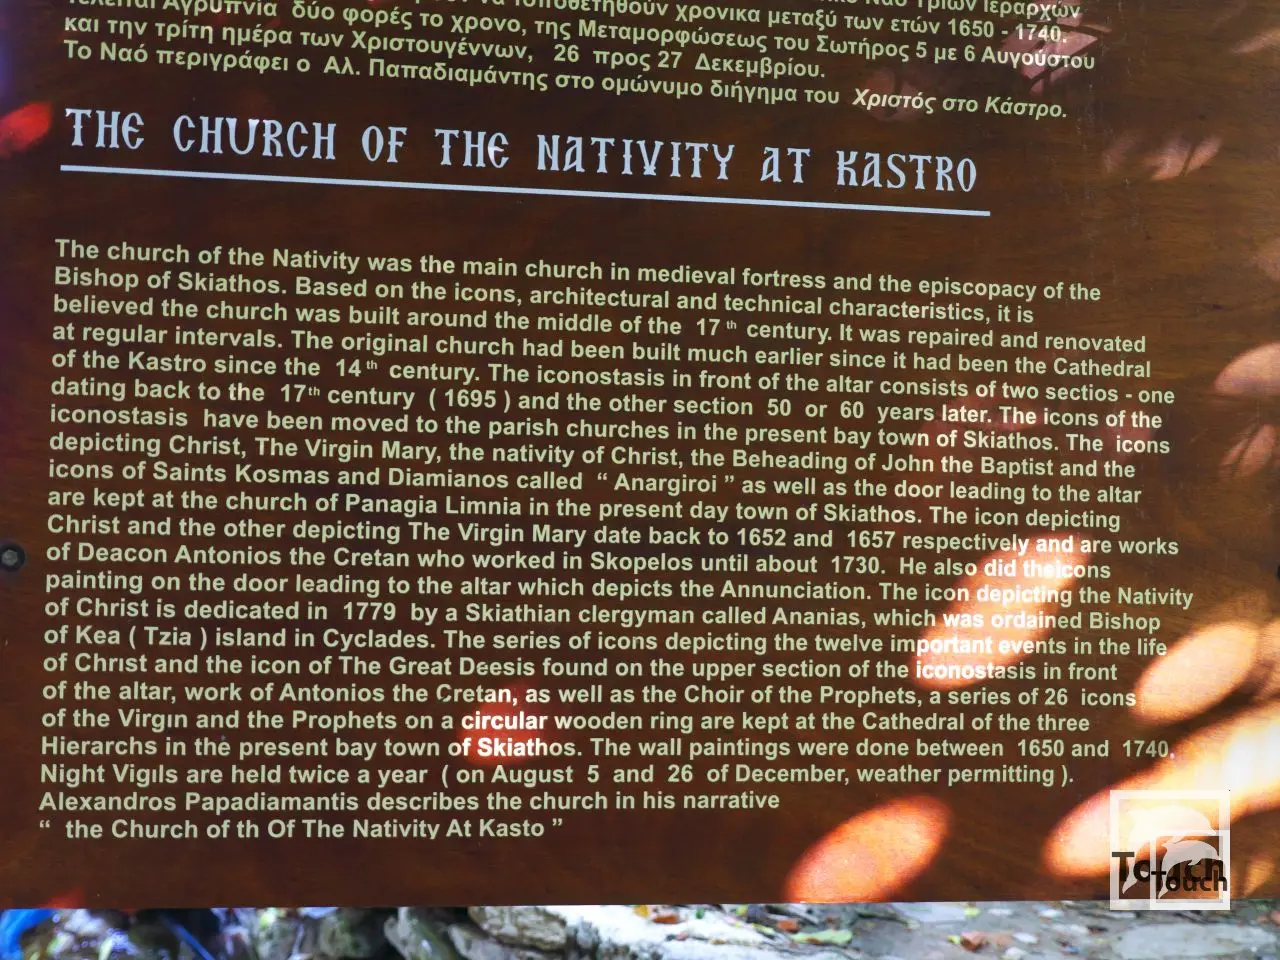 Αγρυπνία δύο φορές το χρονο, της Μεταμορφώσεως του Σωτήρος 5 με 6 Αυγούστου
και την τρίτη ημέρα των Χριστουγέννων, 26 προς 27 Δεκεμβρίου.
Το Ναό περιγράφει ο Αλ. Παπαδιαμάντης στο ομώνυμο διήγημα του Χριστός στο Κάστρο.
THE CHURCH OF THE NATIVITY AT KASTRO
The church of the Nativity was the main church in medieval fortress and the episcopacy of the
Bishop of Skiathos. Based on the icons, architectural and technical characteristics, it is
believed the church was built around the middle of the 17 th century. It was repaired and renovated
at regular intervals. The original church had been built much earlier since it had been the Cathedral
of the Kastro since the 14 th century. The iconostasis in front of the altar consists of two sectios - one
dating back to the 17th century ( 1695 ) and the other section 50 or 60 years later. The icons of the
iconostasis have been moved to the parish churches in the present bay town of Skiathos. The icons
depicting Christ, The Virgin Mary, the nativity of Christ, the Beheading of John the Baptist and the
icons of Saints Kosmas and Diamianos called “ Anargiroi ” as well as the door leading to the altar
are kept at the church of Panagia Limnia in the present day town of Skiathos. The icon depicting
Christ and the other depicting The Virgin Mary date back to 1652 and 1657 respectively and are works
of Deacon Antonios the Cretan who worked in Skopelos until about 1730. He also did the icons
painting on the door leading to the altar which depicts the Annunciation. The icon depicting the Nativity
of Christ is dedicated in 1779 by a Skiathian clergyman called Ananias, which was ordained Bishop
of Kea ( Tzia ) island in Cyclades. The series of icons depicting the twelve important events in the life
of Christ and the icon of The Great Deesis found on the upper section of the iconostasis in front
of the altar, work of Antonios the Cretan, as well as the Choir of the Prophets, a series of 26 icons
of the Virgin and the Prophets on a circular wooden ring are kept at the Cathedral of the three
Hierarchs in the present bay town of Skiathos. The wall paintings were done between 1650 and 1740.
Night Vigils are held twice a year ( on August 5 and 26 of December, weather permitting ).
Alexandros Papadiamantis describes the church in his narrative
“ the Church of th Of The Nativity At Kasto ”
Touch
Touch